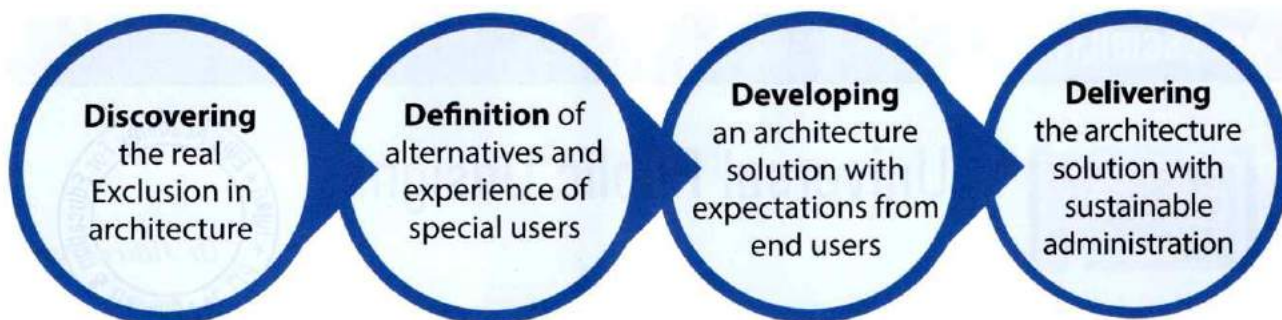 Discovering
the real
Exclusion in
architecture
Definition of
alternatives and
experience of
special users
Developing
an architecture
solution with
expectations from
end users
Delivering
the architecture
solution with
sustainable
administration